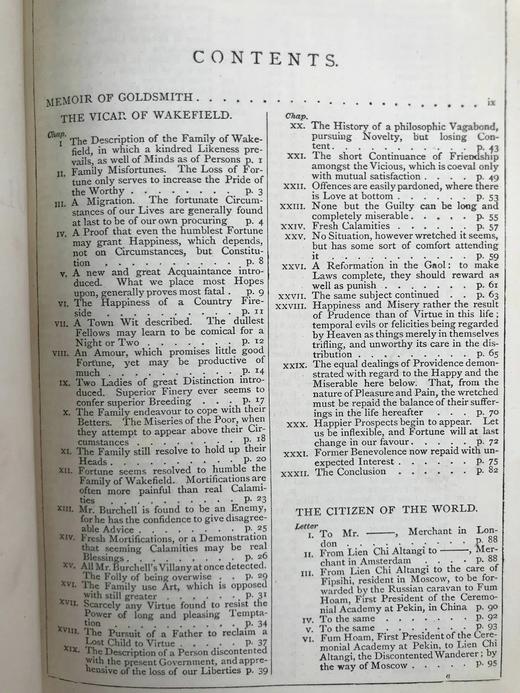 CONTENTS.
MEMOIR OF GOLDSMITH . . . . . . . . . . . . . . . . ix
THE VICAR OF WAKEFIELD.
Chap.
I The Description of the Family of Wake-
field, in which a kindred Likeness pre-
vails, as well of Minds as of Persons p. 1
II. Family Misfortunes. The Loss of For-
tune only serves to increase the Pride of
the Worthy . . . . . . . p. 3
III. A Migration. The fortunate Circum-
stances of our Lives are generally found
at last to be of our own procuring p. 4
IV. A Proof that even the humblest Fortune
may grant Happiness, which depends,
not on Circumstances, but Constitu-
tion . . . . . . . . . p. 8
V. A new and great Acquaintance intro-
duced. What we place most Hopes
upon, generally proves most fatal . p. 9
VI. The Happiness of a Country Fire-
side . . . . . . . . . p. 11
VII. A Town Wit described. The dullest
Fellows may learn to be comical for a
Night or Two . . . . . . p. 12
VIII. An Amour, which promises little good
Fortune, yet may be productive of
much . . . . . . . . . p. 14
IX. Two Ladies of great Distinction intro-
duced. Superior Finery ever seems to
confer superior Breeding . . . p. 17
X. The Family endeavour to cope with their
Betters. The Miseries of the Poor, when
they attempt to appear above their Cir-
cumstances . . . . . . . p. 18
XI. The Family still resolve to hold up their
Heads . . . . . . . . . p. 20
XII. Fortune seems resolved to humble the
Family of Wakefield. Mortifications are
often more painful than real Calami-
ties . . . . . . . . . p. 23
XIII. Mr. Burchell is found to be an Enemy,
for he has the confidence to give disagree-
able Advice . . . . . . . p. 25
XIV. Fresh Mortifications, or a Demonstration
that seeming Calamities may be real
Blessings . . . . . . . . p. 26
XV. All Mr. Burchell's Villany at once detected.
The Folly of being overwise . . p. 29
XVI. The Family use Art, which is opposed
with still greater . . . . . p. 31
XVII. Scarcely any Virtue found to resist the
Power of long and pleasing Tempta-
tion . . . . . . . . . p. 34
XVIII. The Pursuit of a Father to reclaim a
Lost Child to Virtue . . . . p. 37
XIX. The Description of a Person discontented
with the present Government, and appre-
hensive of the loss of our Liberties p. 39
Chap.
XX. The History of a philosophic Vagabond,
pursuing Novelty, but losing Con-
tent . . . . . . . . . p. 43
XXI. The short Continuance of Friendship
amongst the Vicious, which is coeval only
with mutual satisfaction . . . p. 49
XXII. Offences are easily pardoned, where there
is Love at bottom . . . . . p. 53
XXIII. None but the Guilty can be long and
completely miserable . . . . p. 55
XXIV. Fresh Calamities . . . . . p. 57
XXV. No Situation, however wretched it seems,
but has some sort of comfort attending
it . . . . . . . . . . p. 59
XXVI. A Reformation in the Gaol: to make
Laws complete, they should reward as
well as punish . . . . . . p. 61
XXVII. The same subject continued . . p. 63
XXVIII. Happiness and Misery rather the result
of Prudence than of Virtue in this life;
temporal evils or felicities being regarded
by Heaven as things merely in themselves
trifling, and unworthy its care in the dis-
tribution . . . . . . . . p. 65
XXIX. The equal dealings of Providence demon-
strated with regard to the Happy and the
Miserable here below. That, from the
nature of Pleasure and Pain, the wretched
must be repaid the balance of their suffer-
ings in the life hereafter . . . p. 70
XXX. Happier Prospects begin to appear. Let
us be inflexible, and Fortune will at last
change in our favour . . . . p. 72
XXXI. Former Benevolence now repaid with un-
expected Interest . . . . . p. 75
XXXII. The Conclusion . . . . . . p. 82
THE CITIZEN OF THE WORLD.
Letter
I. To Mr. ——, Merchant in Lon-
don . . . . . . . . . p. 88
II. From Lien Chi Altangi to ——, Mer-
chant in Amsterdam . . . . p. 88
III. From Lien Chi Altangi to the care of
Fipsihi, resident in Moscow, to be for-
warded by the Russian caravan to Fum
Hoam, First President of the Ceremo-
nial Academy at Pekin, in China p. 90
IV. To the same . . . . . . p. 92
V. To the same . . . . . . p. 93
VI. Fum Hoam, First President of the Cere-
monial Academy at Pekin, to Lien Chi
Altangi, the Discontented Wanderer; by
the way of Moscow . . . . . p. 95